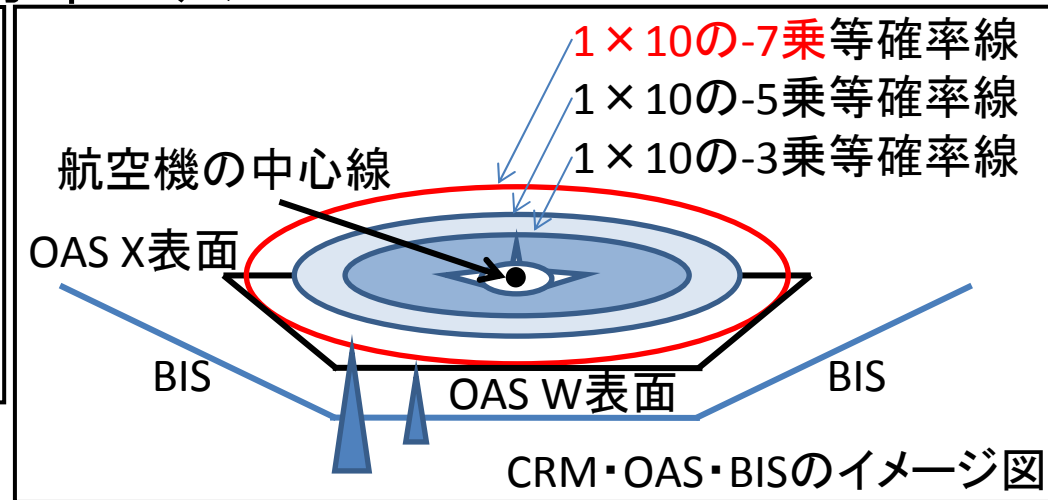 1×10の-7乗等確率線
1×10の-5乗等確率線
1×10の-3乗等確率線
航空機の中心線
OAS X表面
BIS
OAS W表面
BIS
CRM・OAS・BISのイメージ図